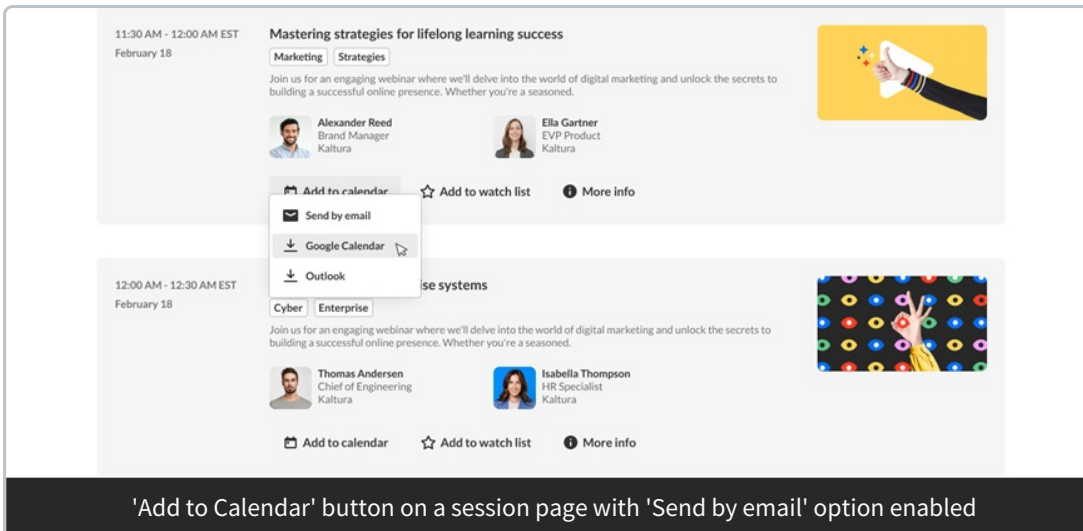 11:30 AM - 12:00 AM EST
February 18
Mastering strategies for lifelong learning success
Marketing Strategies
Join us for an engaging webinar where we'll delve into the world of digital marketing and unlock the secrets to
building a successful online presence. Whether you're a seasoned.
Alexander Reed
Brand Manager
Kaltura
Ella Gartner
EVP Product
Kaltura
Add to calendar
Add to watch list
More info
Send by email
Google Calendar
Outlook
12:00 AM - 12:30 AM EST
February 18
systems
Cyber Enterprise
Join us for an engaging webinar where we'll delve into the world of digital marketing and unlock the secrets to
building a successful online presence. Whether you're a seasoned.
Thomas Andersen
Chief of Engineering
Kaltura
Isabella Thompson
HR Specialist
Kaltura
Add to calendar
Add to watch list
More info
'Add to Calendar' button on a session page with 'Send by email' option enabled